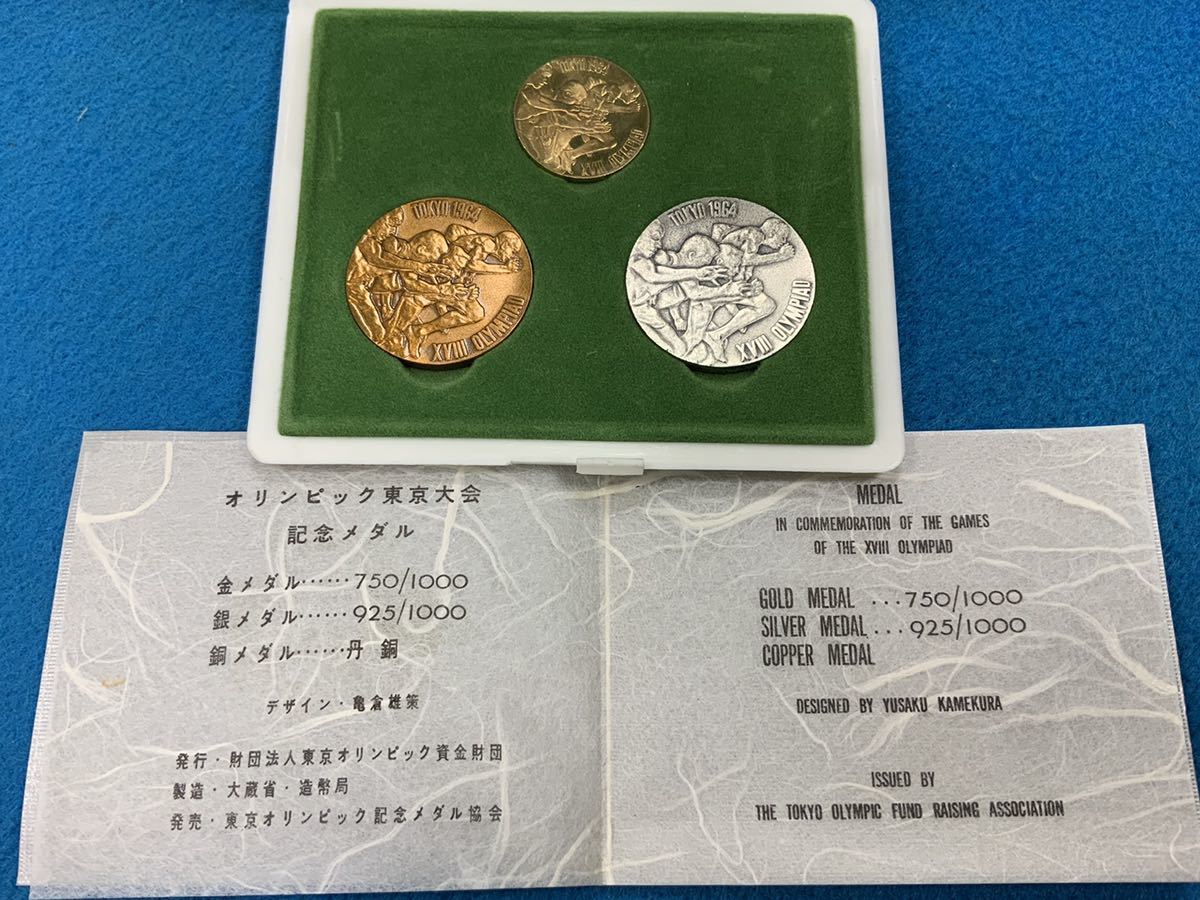 TOKYO 1964
XVIII OLYMPIAD
TOKYO 1964
XVIII OLYMPIAD
TOKYO 1964
XVIII OLYMPIAD
オリンピック東京大会
記念メダル
金メダル……750/1000
銀メダル……925/1000
銅メダル……丹 銅
デザイン・亀倉雄策
発行・財団法人東京オリンピック資金財団
製造・大蔵省・造幣局
発売・東京オリンピック記念メダル協会
MEDAL
IN COMMEMORATION OF THE GAMES
OF THE XVIII OLYMPIAD
GOLD MEDAL ...750/1000
SILVER MEDAL...925/1000
COPPER MEDAL
DESIGNED BY YUSAKU KAMEKURA
ISSUED BY
THE TOKYO OLYMPIC FUND RAISING ASSOCIATION